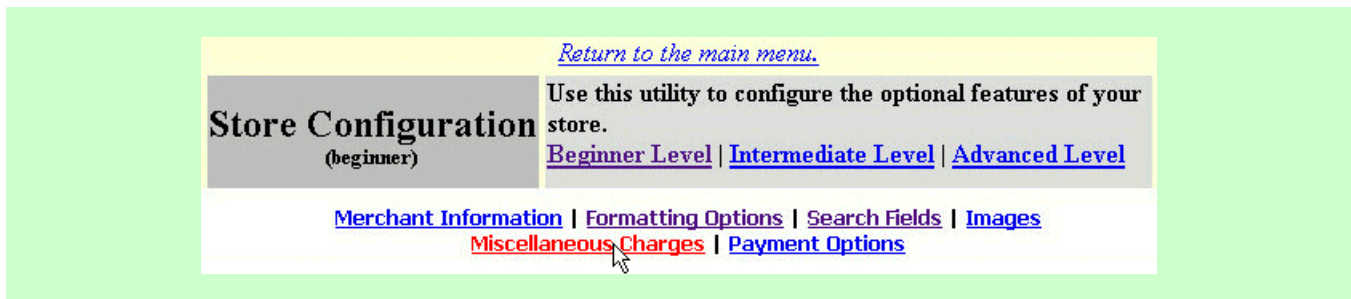 Return to the main menu.
Store Configuration
(beginner)
Use this utility to configure the optional features of your
store.
Beginner Level | Intermediate Level | Advanced Level
Merchant Information | Formatting Options | Search Fields | Images
Miscellaneous Charges | Payment Options